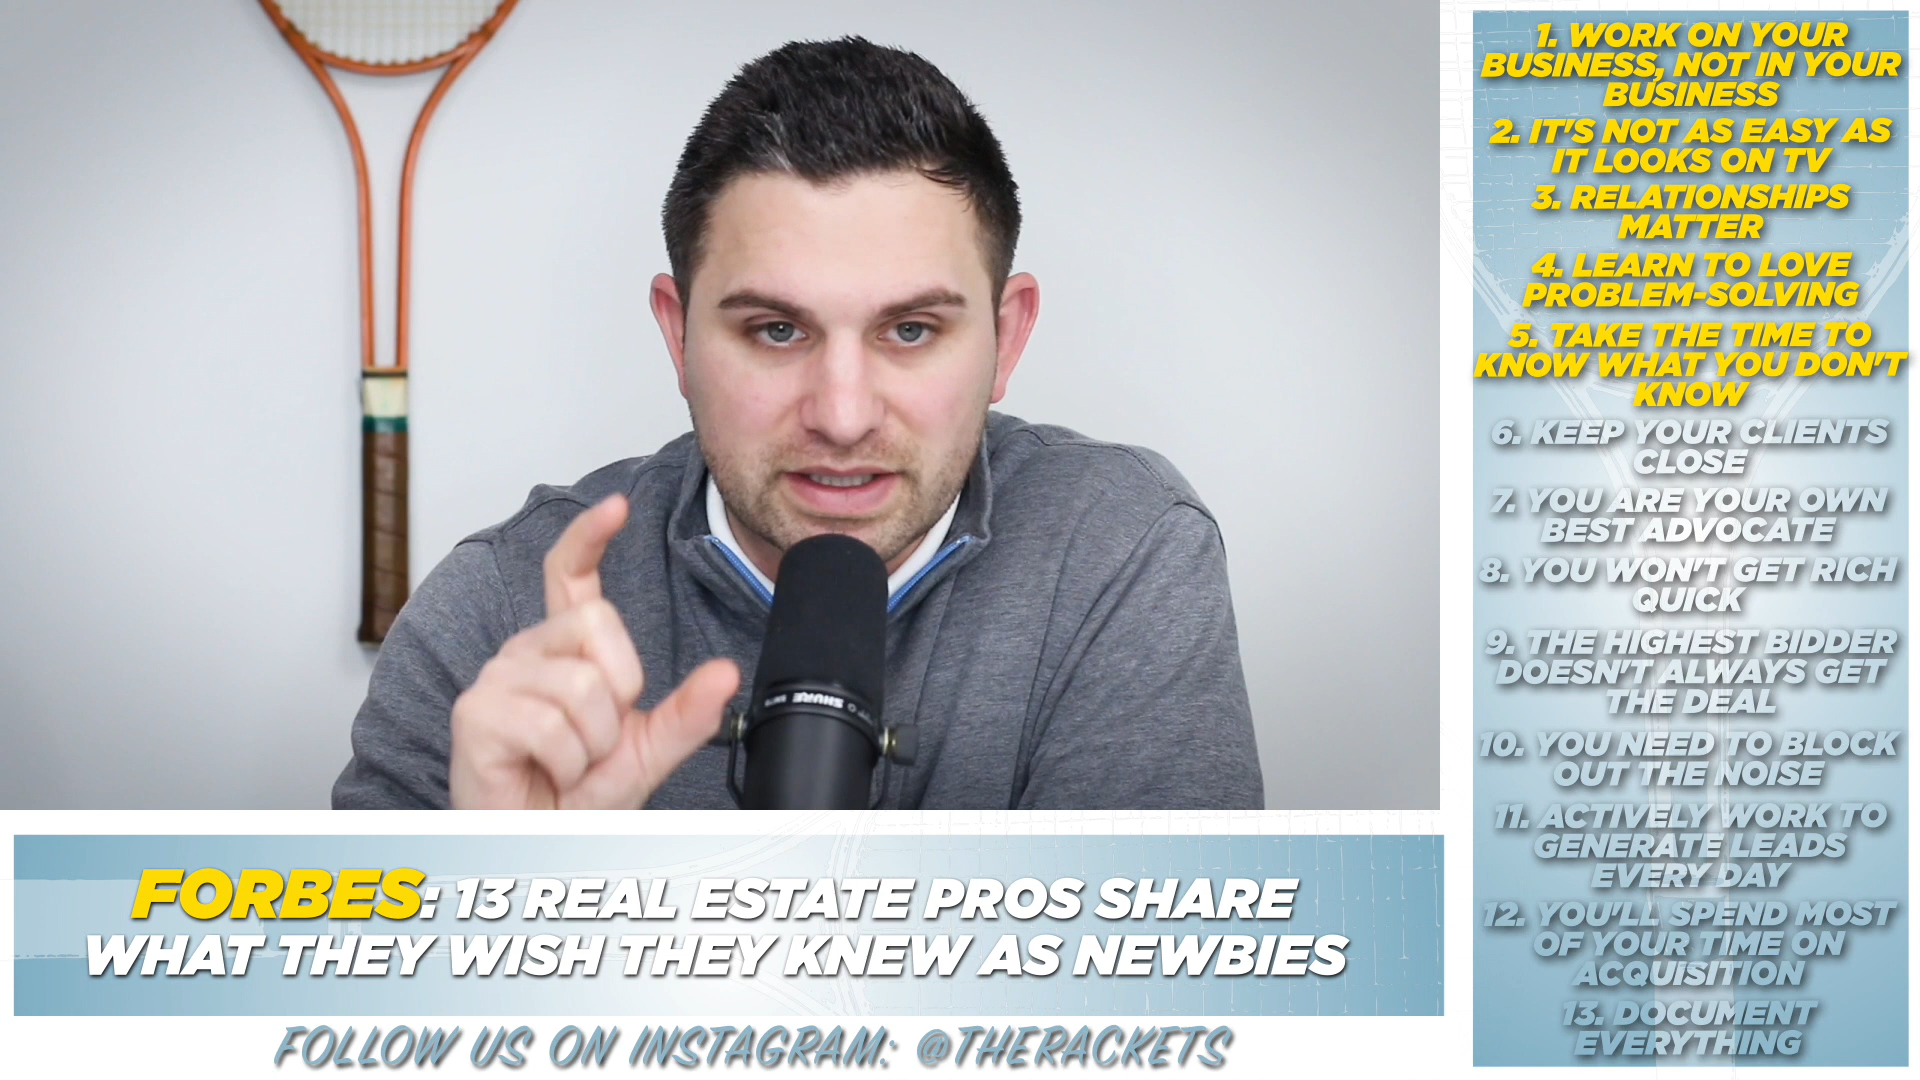 1. WORK ON YOUR
BUSINESS, NOT IN YOUR
BUSINESS
2. IT'S NOT AS EASY AS
IT LOOKS ON TV
3. RELATIONSHIPS
MATTER
4. LEARN TO LOVE
PROBLEM-SOLVING
5. TAKE THE TIME TO
KNOW WHAT YOU DON'T
KNOW
6. KEEP YOUR CLIENTS
CLOSE
7. YOU ARE YOUR OWN
BEST ADVOCATE
8. YOU WON'T GET RICH
QUICK
9. THE HIGHEST BIDDER
DOESN'T ALWAYS GET
THE DEAL
10. YOU NEED TO BLOCK
OUT THE NOISE
11. ACTIVELY WORK TO
GENERATE LEADS
EVERY DAY
12. YOU'LL SPEND MOST
OF YOUR TIME ON
ACQUISITION
13. DOCUMENT
EVERYTHING
SHURE
FORBES: 13 REAL ESTATE PROS SHARE
WHAT THEY WISH THEY KNEW AS NEWBIES
FOLLOW US ON INSTAGRAM: @THERACKETS